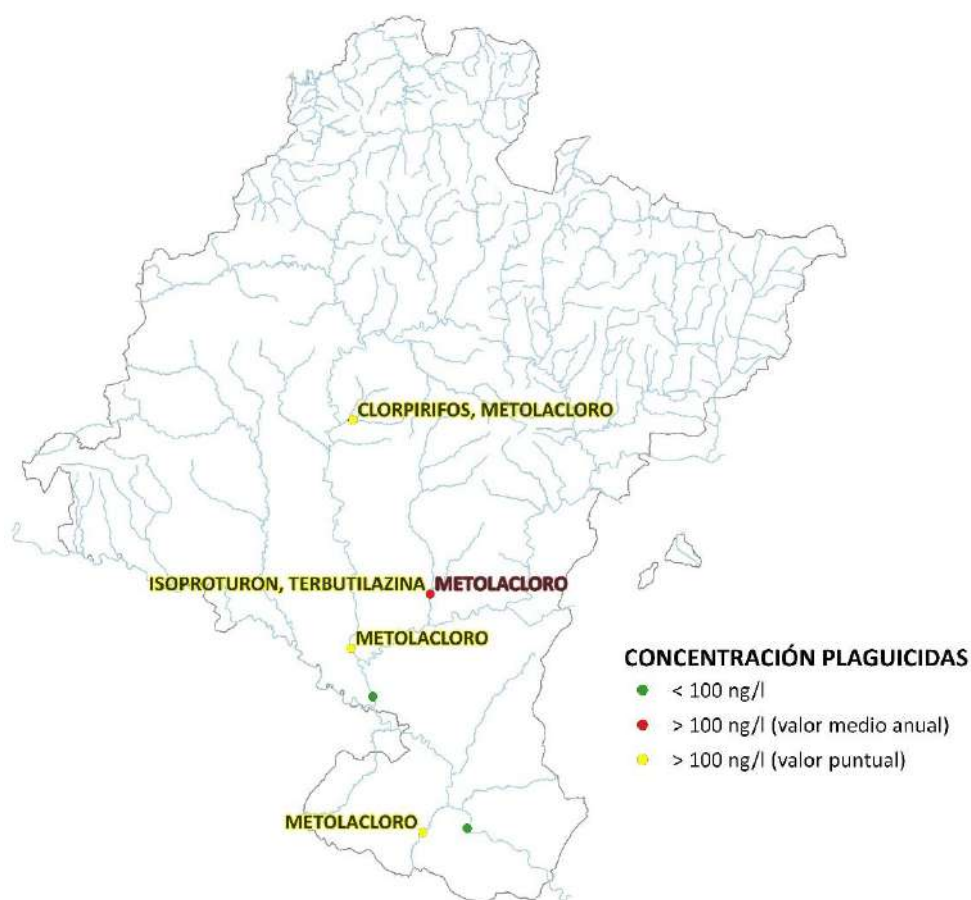 CLORPIRIFOS, METOLACLORO
ISOPROTURON, TERBUTILAZINA METOLACLORO
METOLACLORO
CONCENTRACIÓN PLAGUICIDAS
< 100 ng/l
> 100 ng/l (valor medio anual)
> 100 ng/l (valor puntual)
METOLACLORO